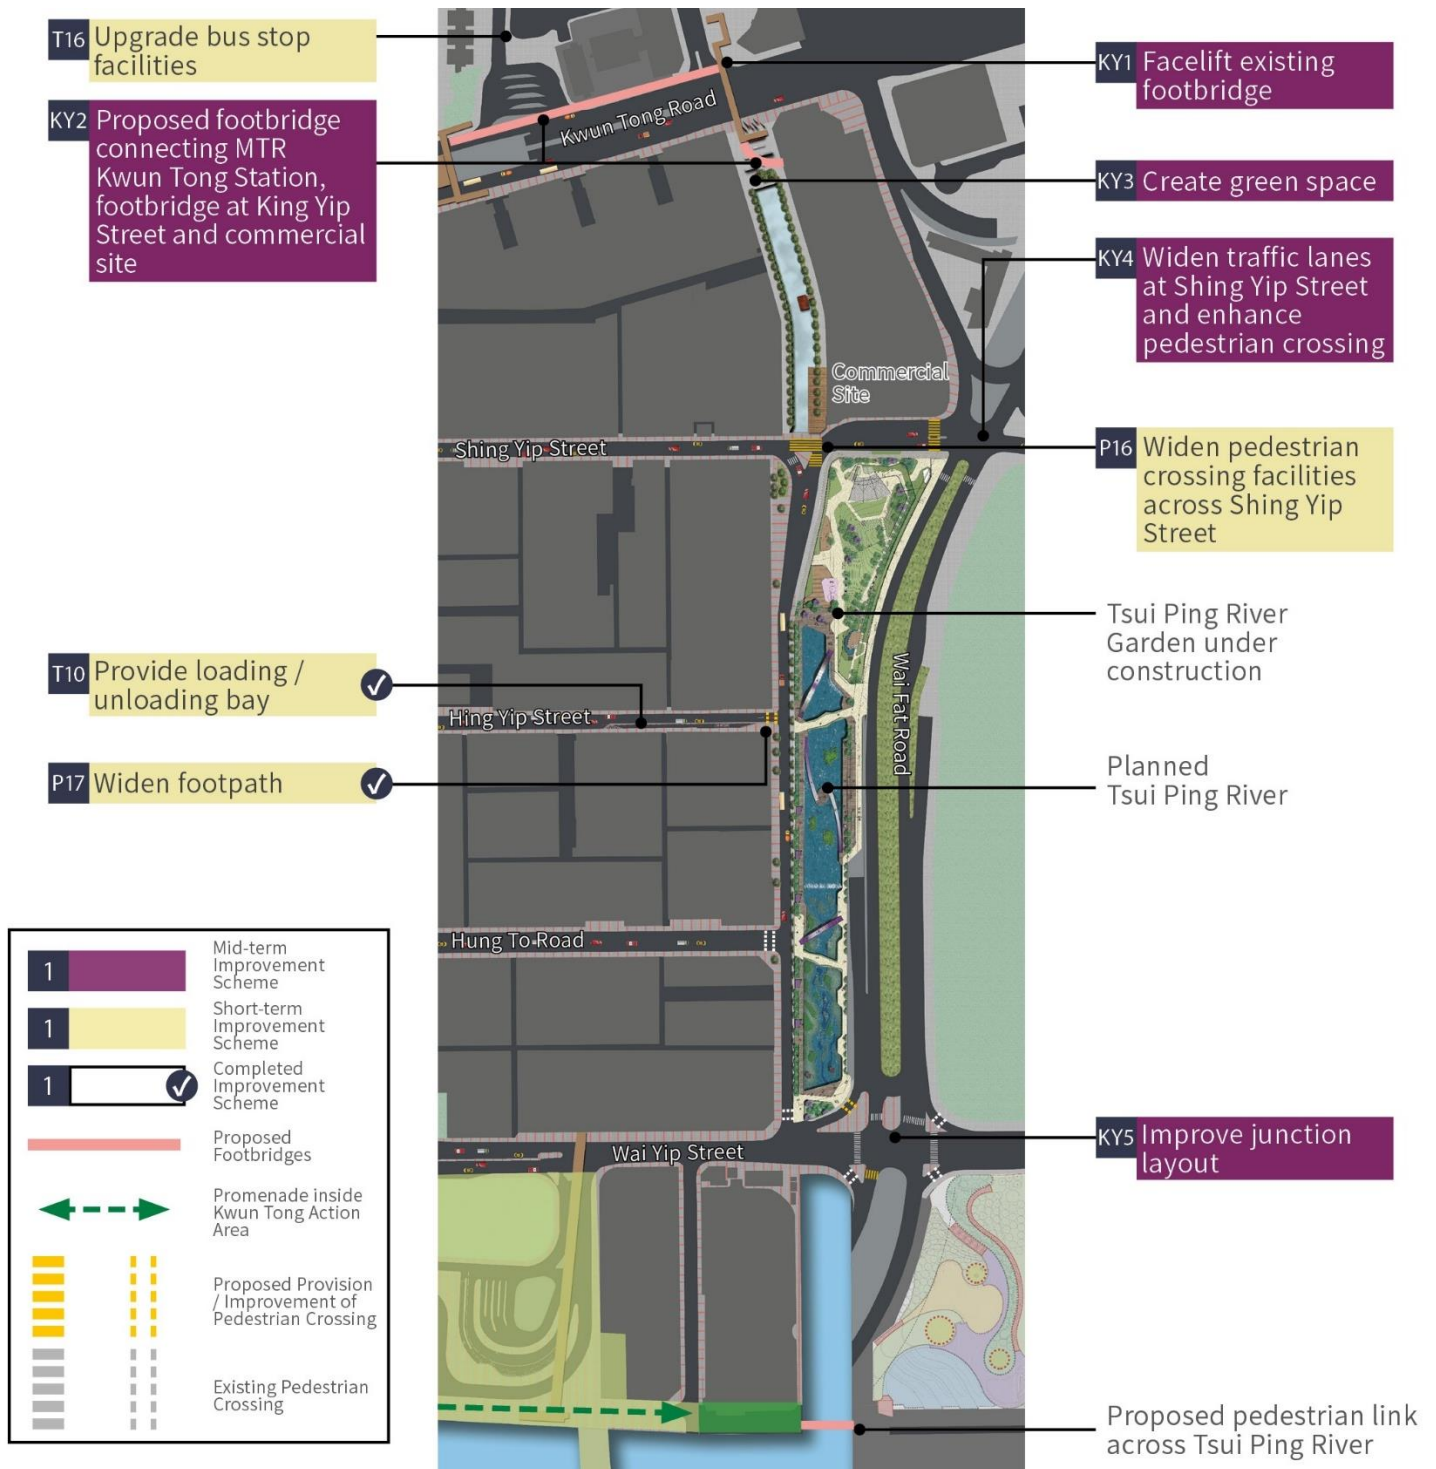 T16 Upgrade bus stop
facilities
KY2 Proposed footbridge
connecting MTR
Kwun Tong Station,
footbridge at King Yip
Street and commercial
site
KY1 Facelift existing
footbridge
KY3 Create green space
KY4 Widen traffic lanes
at Shing Yip Street
and enhance
pedestrian crossing
P16 Widen pedestrian
crossing facilities
across Shing Yip
Street
Tsui Ping River
Garden under
construction
T10 Provide loading /
unloading bay
P17 Widen footpath
Planned
Tsui Ping River
KY5 Improve junction
layout
Proposed pedestrian link
across Tsui Ping River
Kwun Tong Road
Commercial
Site
Shing Yip Street
Hing Yip Street
Wai Fat Road
Hung To Road
Wai Yip Street
1 Mid-term
Improvement
Scheme
1 Short-term
Improvement
Scheme
1 Completed
Improvement
Scheme
Proposed
Footbridges
Promenade inside
Kwun Tong Action
Area
Proposed Provision
/ Improvement of
Pedestrian Crossing
Existing Pedestrian
Crossing